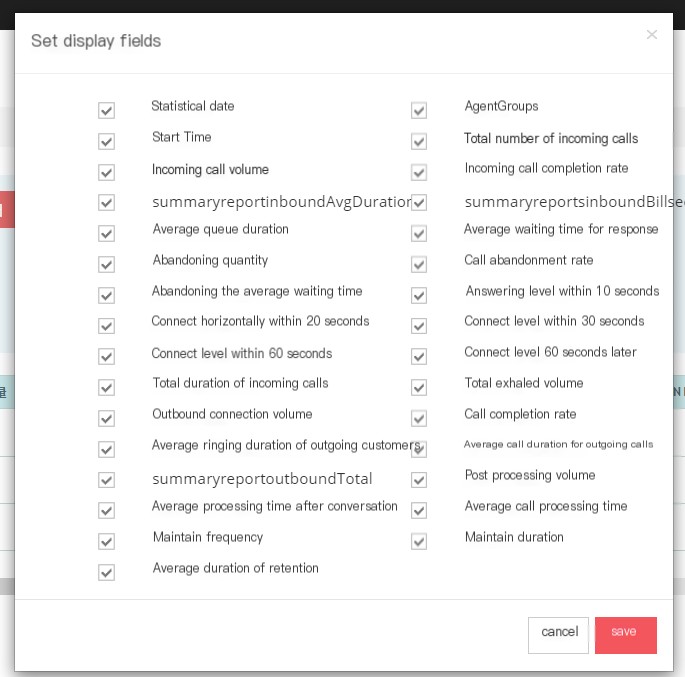 Set display fields
×
Statistical date
AgentGroups
Start Time
Total number of incoming calls
Incoming call volume
Incoming call completion rate
summaryreportinboundAvgDuration
summaryreportsinboundBillse
Average queue duration
Average waiting time for response
Abandoning quantity
Call abandonment rate
Abandoning the average waiting time
Answering level within 10 seconds
Connect horizontally within 20 seconds
Connect level within 30 seconds
Connect level within 60 seconds
Connect level 60 seconds later
Total duration of incoming calls
Total exhaled volume
Outbound connection volume
Call completion rate
Average ringing duration of outgoing customers
Average call duration for outgoing calls
summaryreportoutboundTotal
Post processing volume
Average processing time after conversation
Average call processing time
Maintain frequency
Maintain duration
Average duration of retention
cancel
save